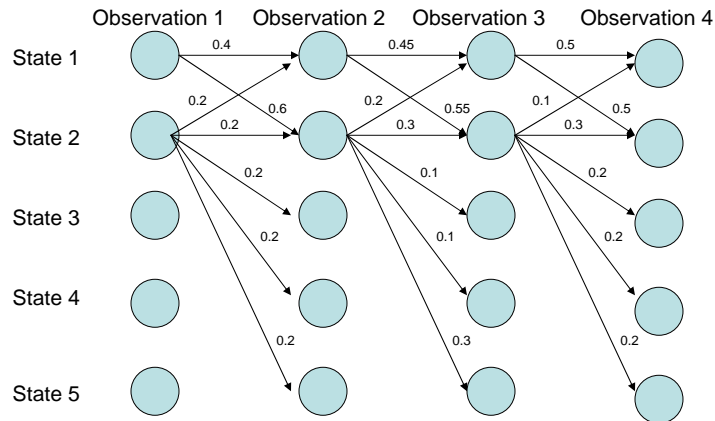 Observation 1 Observation 2 Observation 3 Observation 4
State 1 0.4 0.45 0.5
0.2 0.6 0.2 0.55 0.1 0.5
State 2 0.2 0.3 0.3
0.2 0.1 0.2
State 3
0.2 0.1 0.2
State 4
0.2 0.3 0.2
State 5